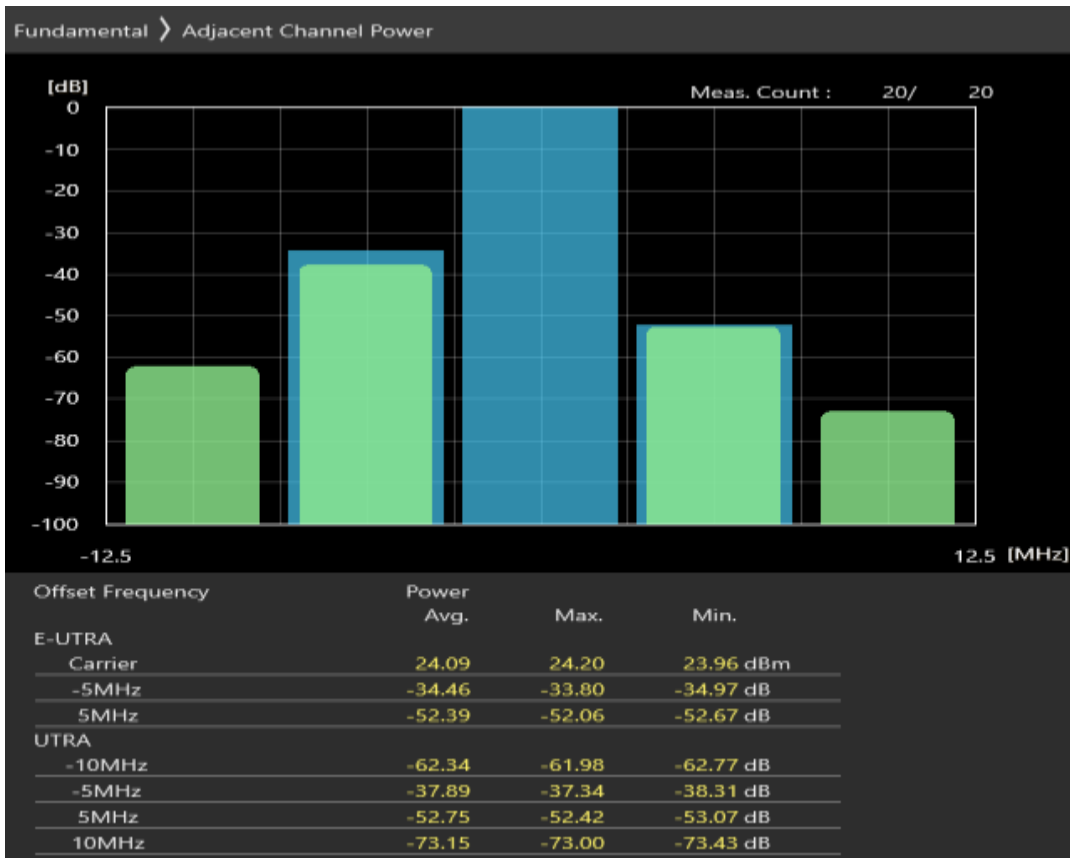 Fundamental 〉 Adjacent Channel Power
[dB]
Meas. Count : 20/ 20
0
-10
-20
-30
-40
-50
-60
-70
-80
-90
-100
-12.5 12.5 [MHz]
Offset Frequency Power
Avg. Max. Min.
E-UTRA
Carrier 24.09 24.20 23.96 dBm
-5MHz -34.46 -33.80 -34.97 dB
5MHz -52.39 -52.06 -52.67 dB
UTRA
-10MHz -62.34 -61.98 -62.77 dB
-5MHz -37.89 -37.34 -38.31 dB
5MHz -52.75 -52.42 -53.07 dB
10MHz -73.15 -73.00 -73.43 dB